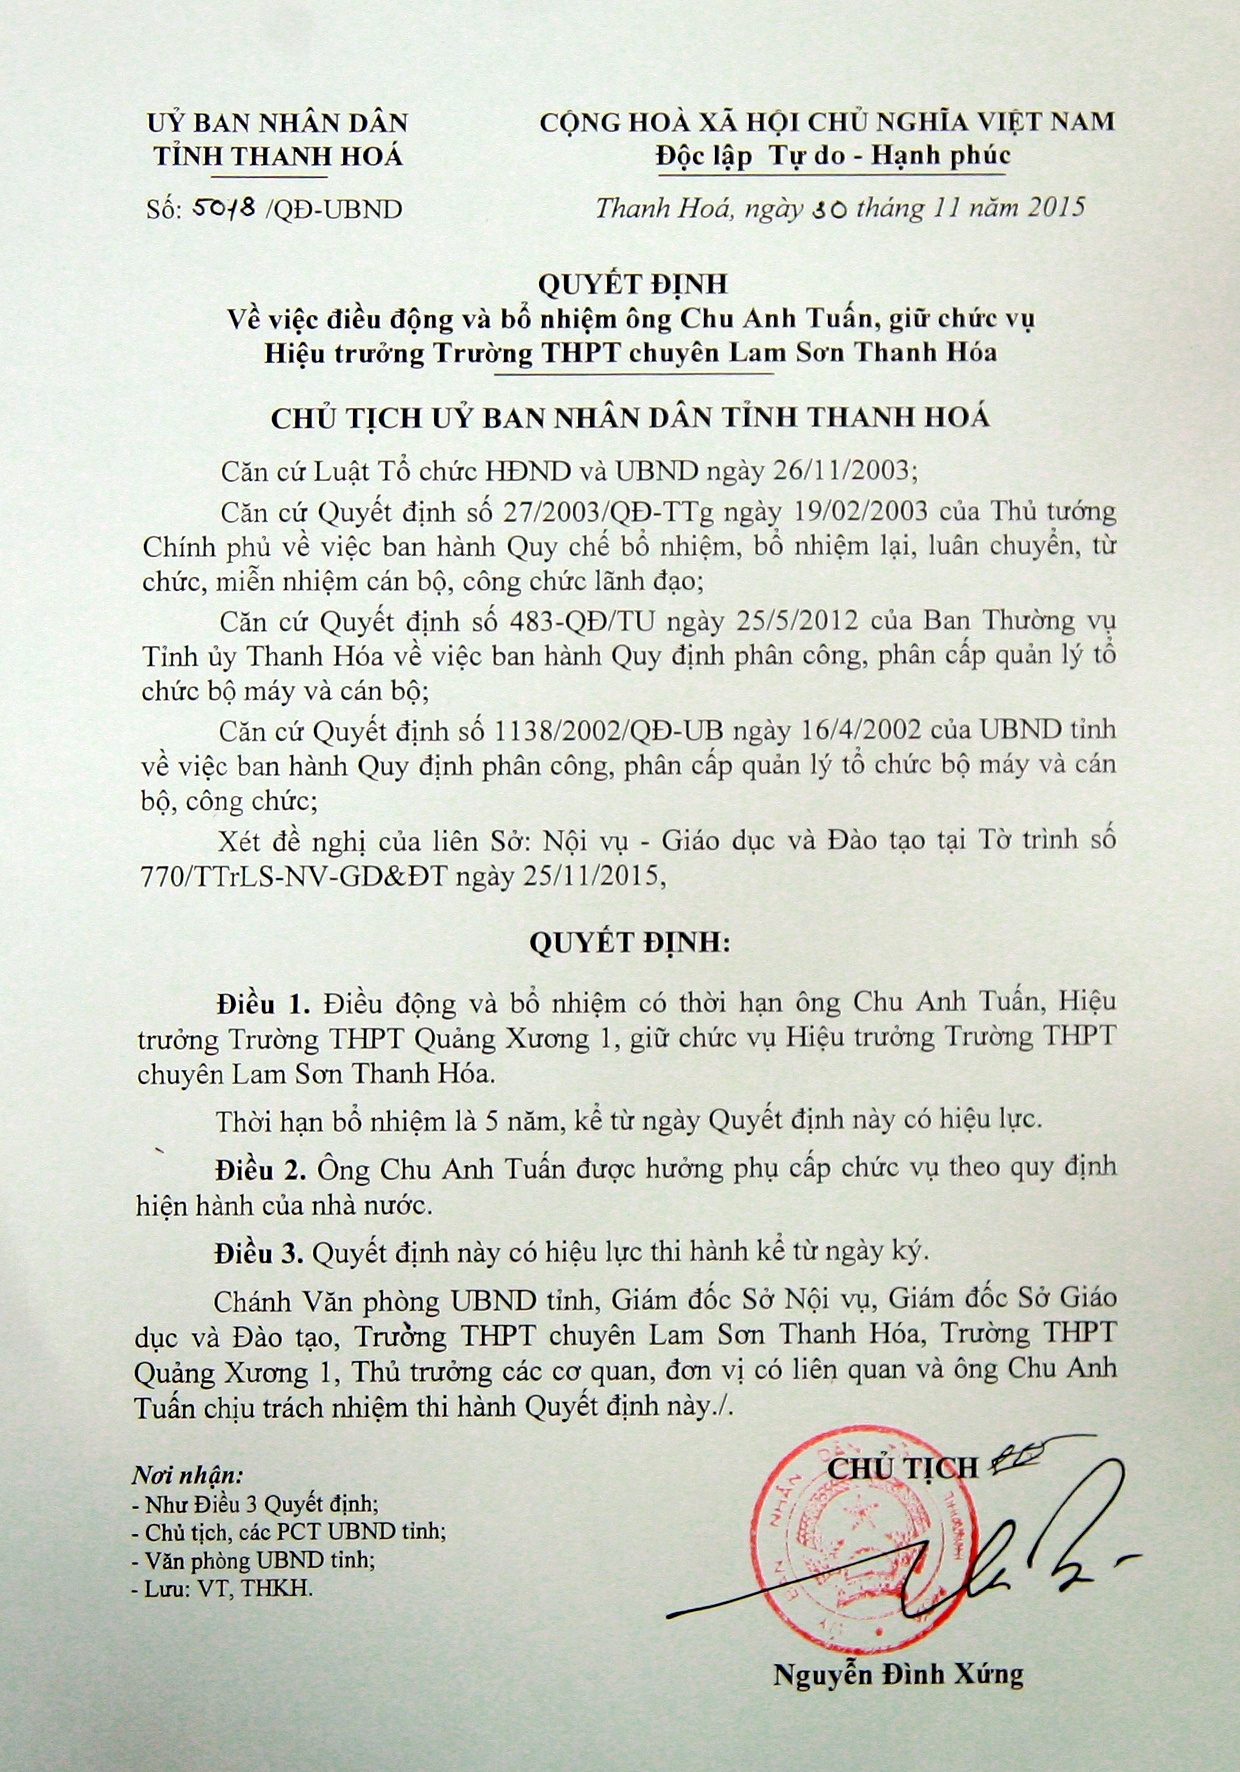 UỶ BAN NHÂN DÂN
TỈNH THANH HOÁ
Số: 5018 /QĐ-UBND
CỘNG HOÀ XÃ HỘI CHỦ NGHĨA VIỆT NAM
Độc lập Tự do - Hạnh phúc
Thanh Hoá, ngày 30 tháng 11 năm 2015
QUYẾT ĐỊNH
Về việc điều động và bổ nhiệm ông Chu Anh Tuấn, giữ chức vụ
Hiệu trưởng Trường THPT chuyên Lam Sơn Thanh Hóa
CHỦ TỊCH UỶ BAN NHÂN DÂN TỈNH THANH HOÁ
Căn cứ Luật Tổ chức HĐND và UBND ngày 26/11/2003;
Căn cứ Quyết định số 27/2003/QĐ-TTg ngày 19/02/2003 của Thủ tướng
Chính phủ về việc ban hành Quy chế bổ nhiệm, bổ nhiệm lại, luân chuyển, từ
chức, miễn nhiệm cán bộ, công chức lãnh đạo;
Căn cứ Quyết định số 483-QĐ/TU ngày 25/5/2012 của Ban Thường vụ
Tỉnh ủy Thanh Hóa về việc ban hành Quy định phân công, phân cấp quản lý tổ
chức bộ máy và cán bộ;
Căn cứ Quyết định số 1138/2002/QĐ-UB ngày 16/4/2002 của UBND tỉnh
về việc ban hành Quy định phân công, phân cấp quản lý tổ chức bộ máy và cán
bộ, công chức;
Xét đề nghị của liên Sở: Nội vụ - Giáo dục và Đào tạo tại Tờ trình số
770/TTrLS-NV-GD&ĐT ngày 25/11/2015,
QUYẾT ĐỊNH:
Điều 1. Điều động và bổ nhiệm có thời hạn ông Chu Anh Tuấn, Hiệu
trưởng Trường THPT Quảng Xương 1, giữ chức vụ Hiệu trưởng Trường THPT
chuyên Lam Sơn Thanh Hóa.
Thời hạn bổ nhiệm là 5 năm, kể từ ngày Quyết định này có hiệu lực.
Điều 2. Ông Chu Anh Tuấn được hưởng phụ cấp chức vụ theo quy định
hiện hành của nhà nước.
Điều 3. Quyết định này có hiệu lực thi hành kể từ ngày ký.
Chánh Văn phòng UBND tỉnh, Giám đốc Sở Nội vụ, Giám đốc Sở Giáo
dục và Đào tạo, Trường THPT chuyên Lam Sơn Thanh Hóa, Trường THPT
Quảng Xương 1, Thủ trưởng các cơ quan, đơn vị có liên quan và ông Chu Anh
Tuấn chịu trách nhiệm thi hành Quyết định này./.
Nơi nhận:
- Như Điều 3 Quyết định;
- Chủ tịch, các PCT UBND tỉnh;
- Văn phòng UBND tỉnh;
- Lưu: VT, THKH.
CHỦ TỊCH
BAN NHÂN DÂN
Nguyễn Đình Xứng